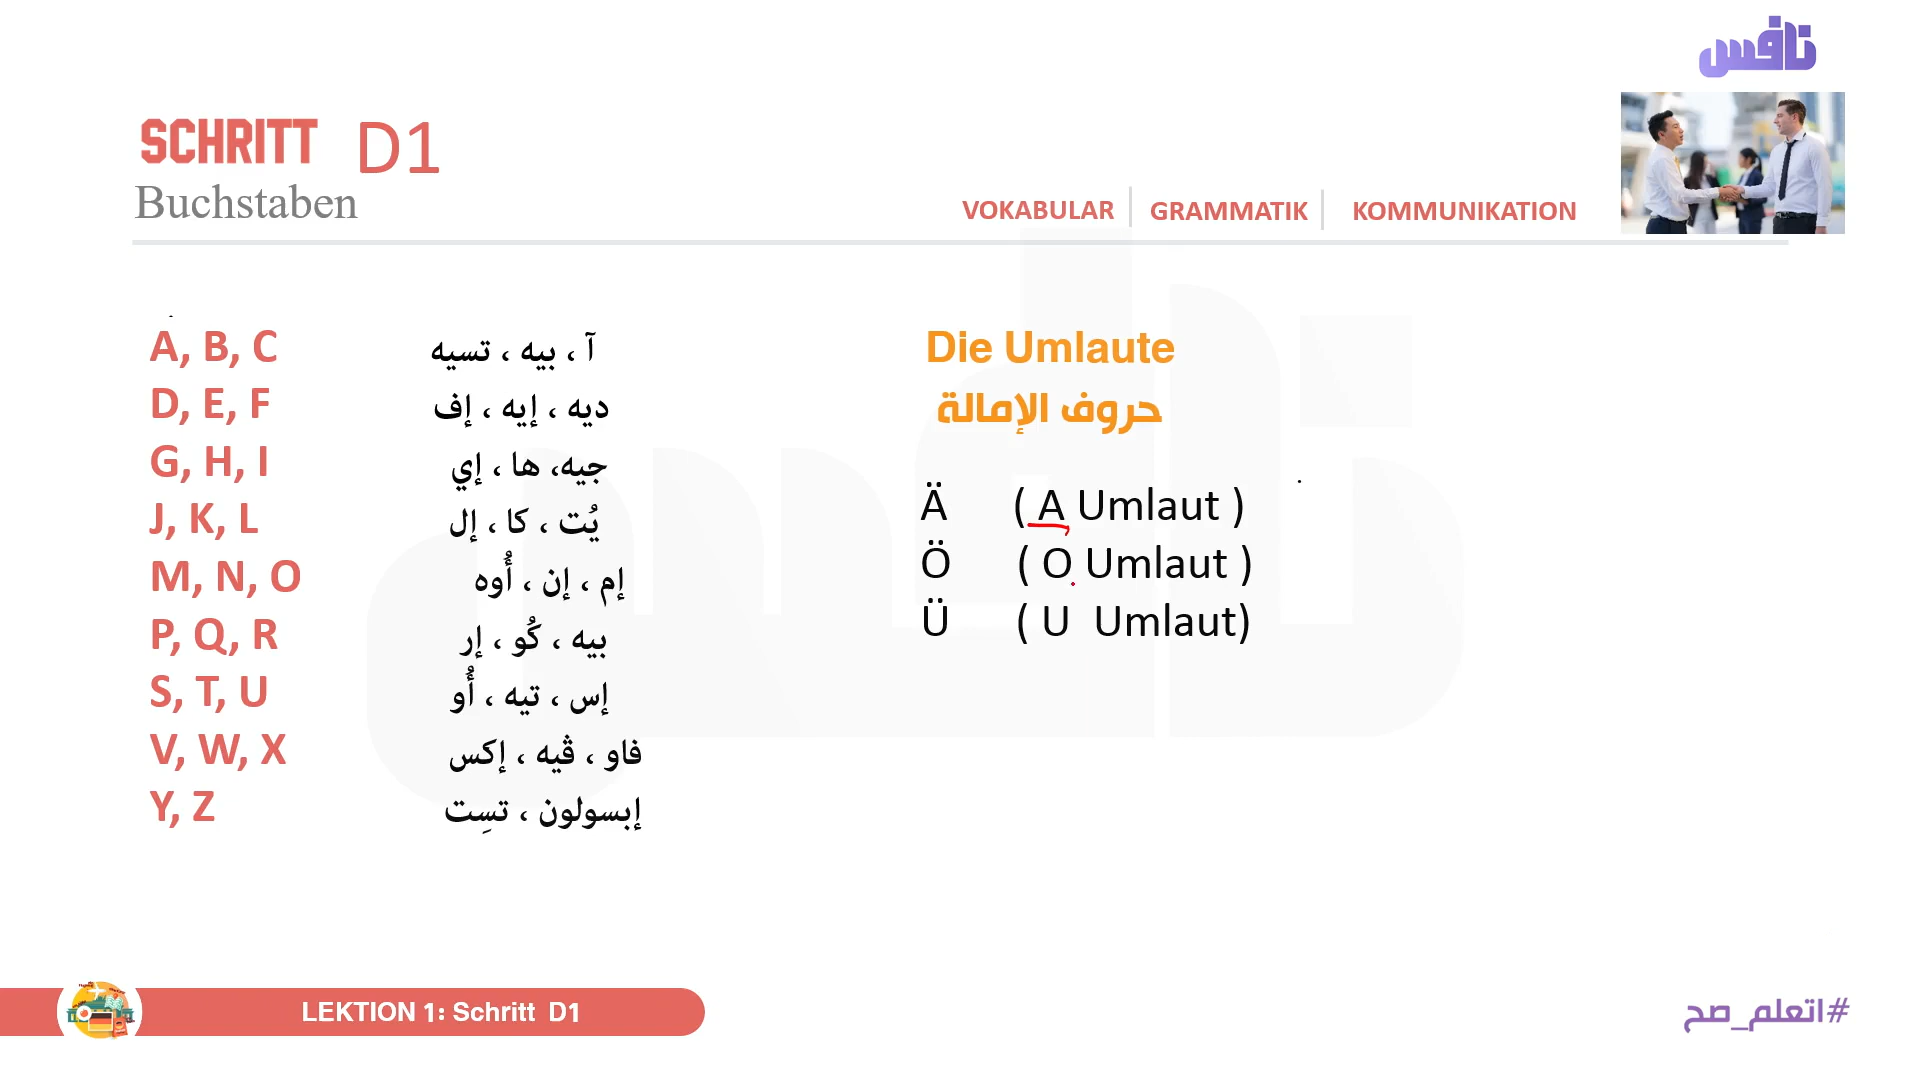 نافس
SCHRITT D1
Buchstaben
VOKABULAR
GRAMMATIK
KOMMUNIKATION
A, B, C
آ ، بيه ، تسيه
D, E, F
ديه ، إيه ، إف
G, H, I
جيه، ها ، إي
J, K, L
يُت ، كا ، إل
M, N, O
إم ، إن ، أُوه
P, Q, R
بيه ، كُو ، إر
S, T, U
إس ، تيه ، أُو
V, W, X
فاو ، ڤيه ، إكس
Y, Z
إبسولون ، تسِت
Die Umlaute
حروف الإمالة
Ä ( A Umlaut )
Ö ( O Umlaut )
Ü ( U Umlaut)
LEKTION 1: Schritt D1
#اتعلم_صح